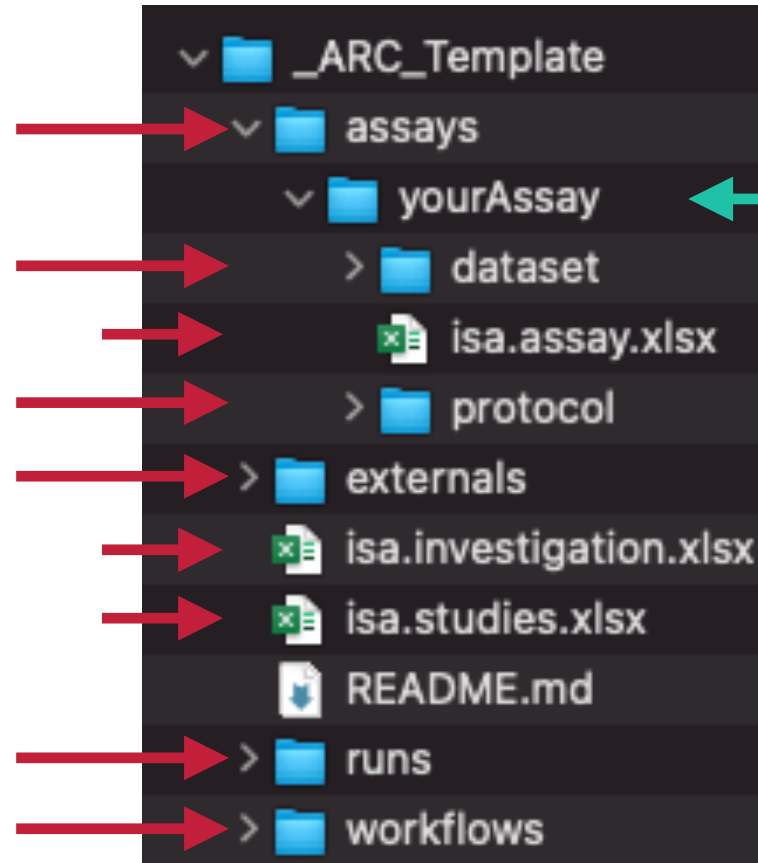 _ARC_Template
assays
yourAssay
dataset
isa.assay.xlsx
protocol
externals
isa.investigation.xlsx
isa.studies.xlsx
README.md
runs
workflows